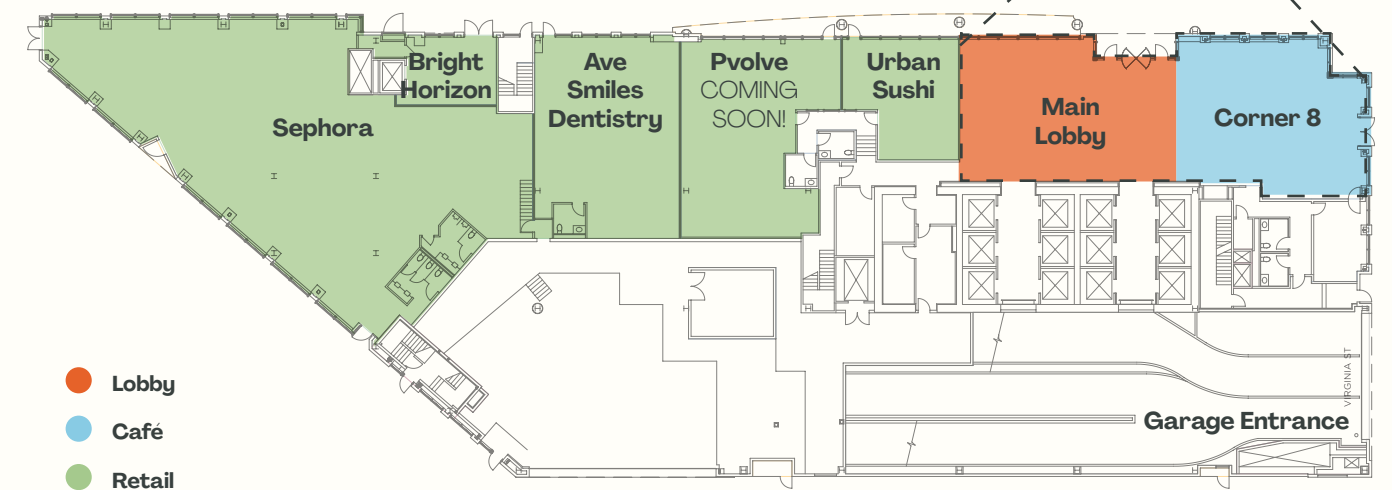 Sephora
Bright
Horizon
Ave
Smiles
Dentistry
Pvolve
COMING
SOON!
Urban
Sushi
Main
Lobby
Corner 8
Lobby
Café
Retail
Garage Entrance
VIRGINIA ST